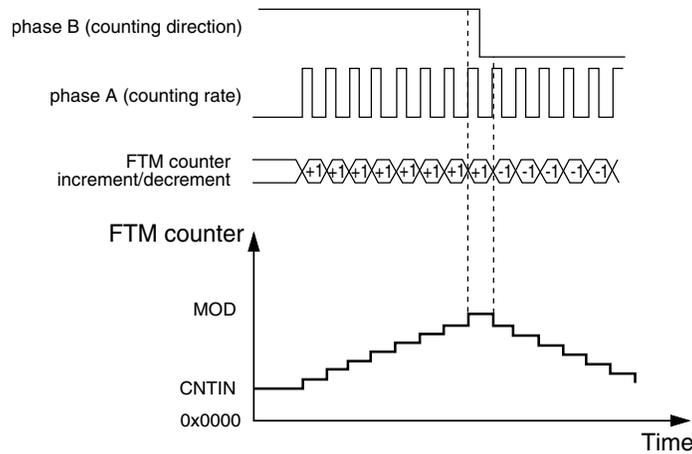 phase B (counting direction)
phase A (counting rate)
FTM counter
increment/decrement
+1 +1 +1 +1 +1 +1 +1 +1 -1 -1 -1 -1 -1
FTM counter
MOD
CNTIN
0x0000
Time